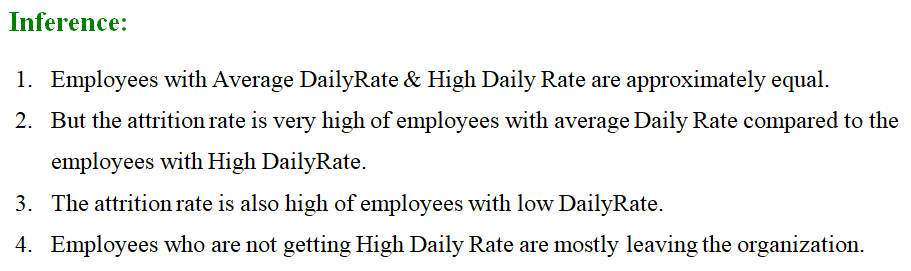 Inference:
1. Employees with Average DailyRate & High Daily Rate are approximately equal.
2. But the attrition rate is very high of employees with average Daily Rate compared to the
employees with High DailyRate.
3. The attrition rate is also high of employees with low DailyRate.
4. Employees who are not getting High Daily Rate are mostly leaving the organization.